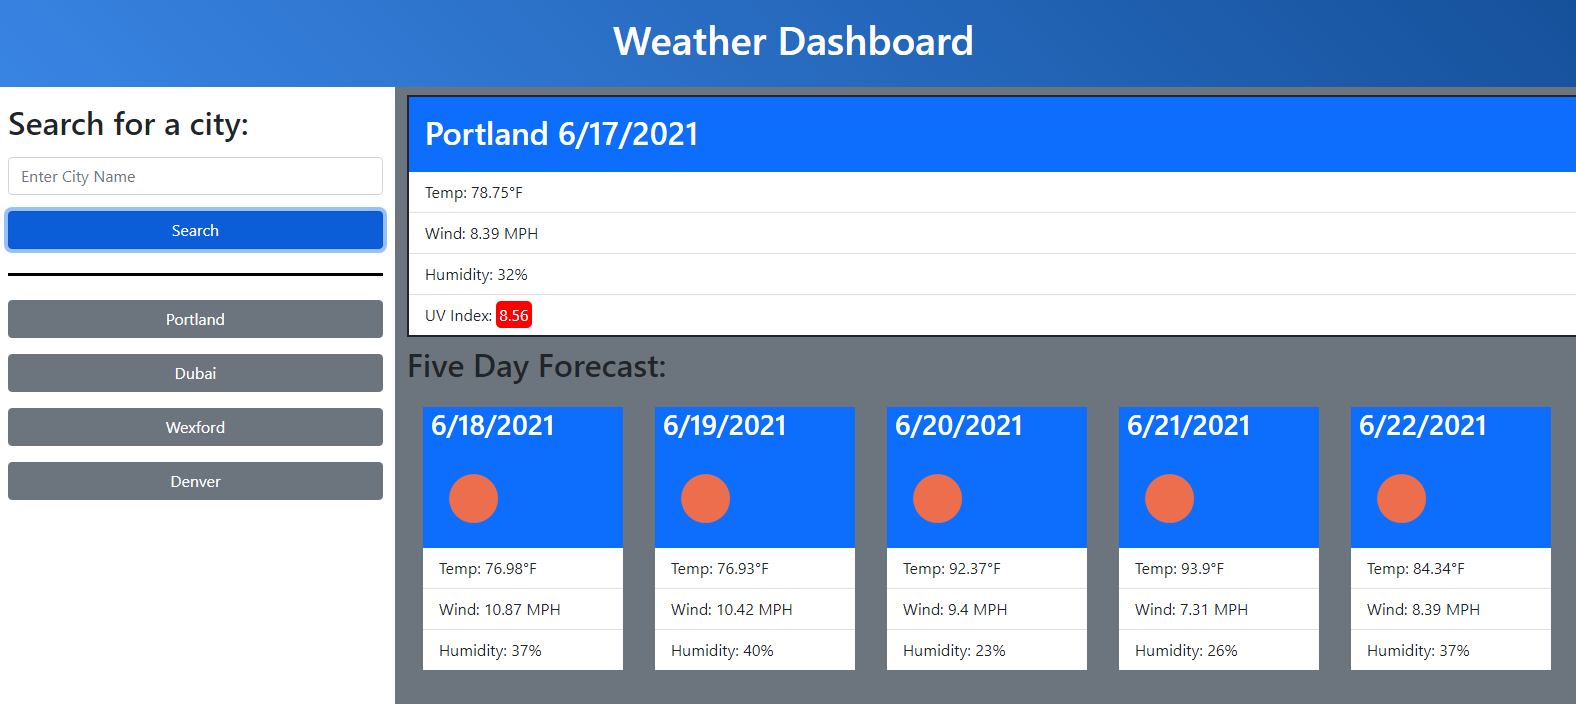 Weather Dashboard
Search for a city:
Enter City Name
Search
Portland
Dubai
Wexford
Denver
Portland 6/17/2021
Temp: 78.75°F
Wind: 8.39 MPH
Humidity: 32%
UV Index: 8.56
Five Day Forecast:
6/18/2021
Temp: 76.98°F
Wind: 10.87 MPH
Humidity: 37%
6/19/2021
Temp: 76.93°F
Wind: 10.42 MPH
Humidity: 40%
6/20/2021
Temp: 92.37°F
Wind: 9.4 MPH
Humidity: 23%
6/21/2021
Temp: 93.9°F
Wind: 7.31 MPH
Humidity: 26%
6/22/2021
Temp: 84.34°F
Wind: 8.39 MPH
Humidity: 37%